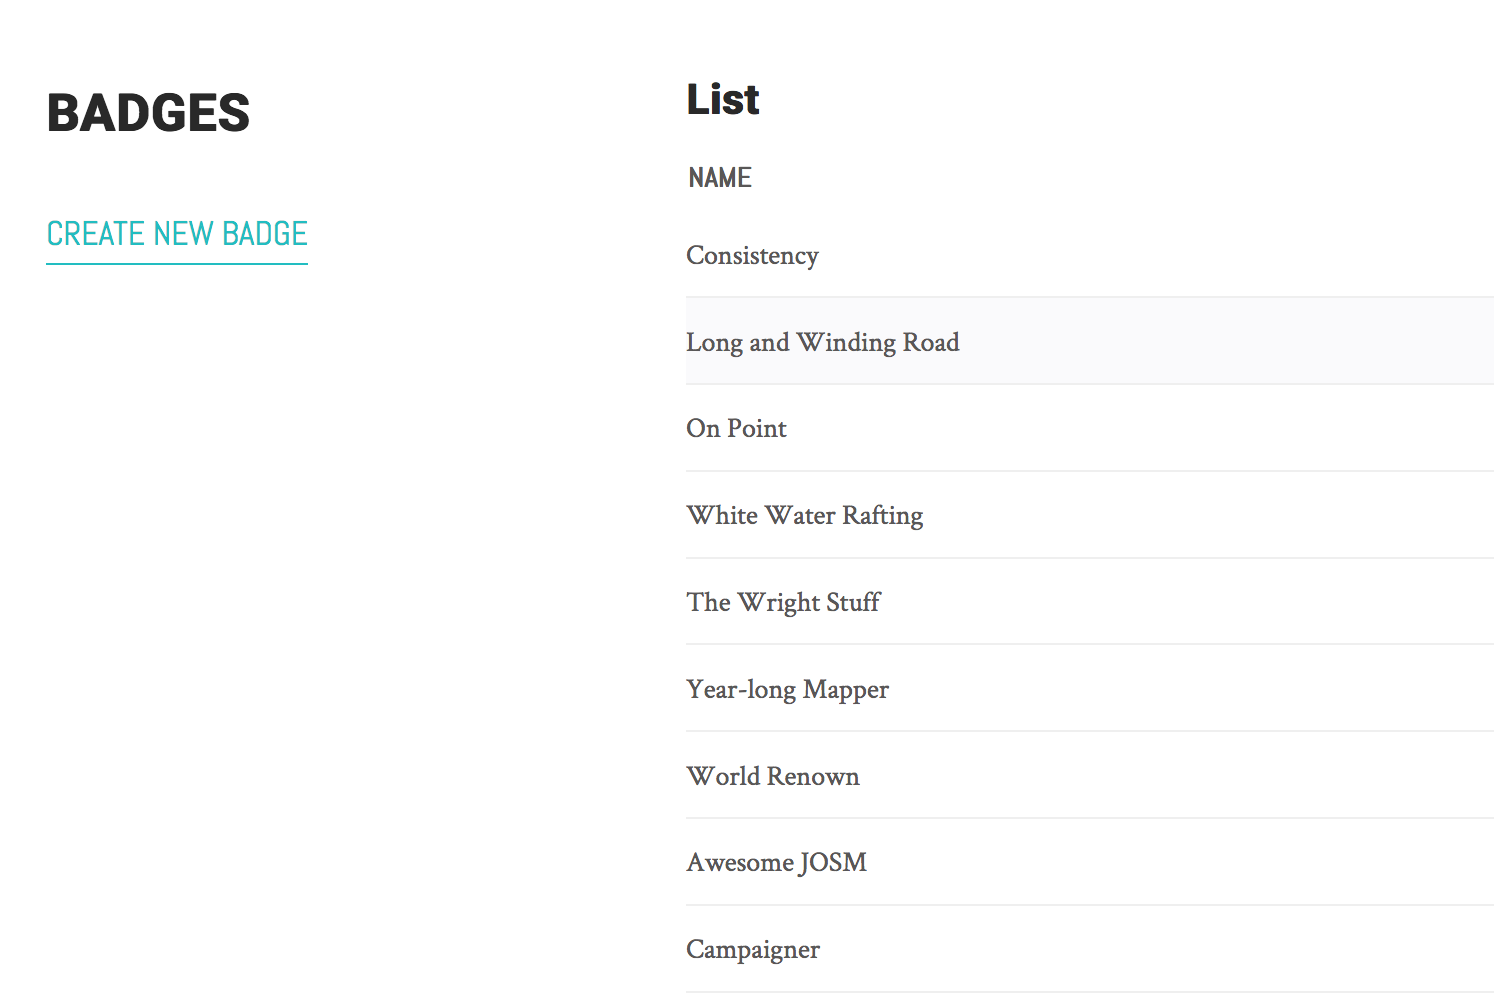 BADGES
CREATE NEW BADGE
List
NAME
Consistency
Long and Winding Road
On Point
White Water Rafting
The Wright Stuff
Year-long Mapper
World Renown
Awesome JOSM
Campaigner